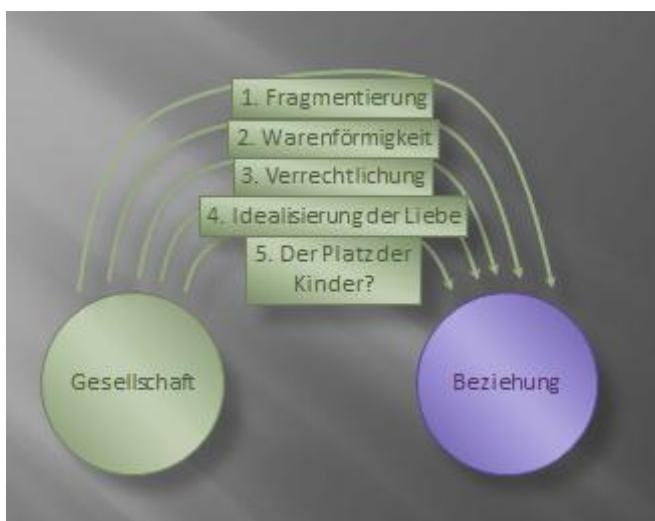 1. Fragmentierung
2. Warenförmigkeit
3. Verrechtlichung
4. Idealisierung der Liebe
5. Der Platz der
Kinder?
Gesellschaft
Beziehung